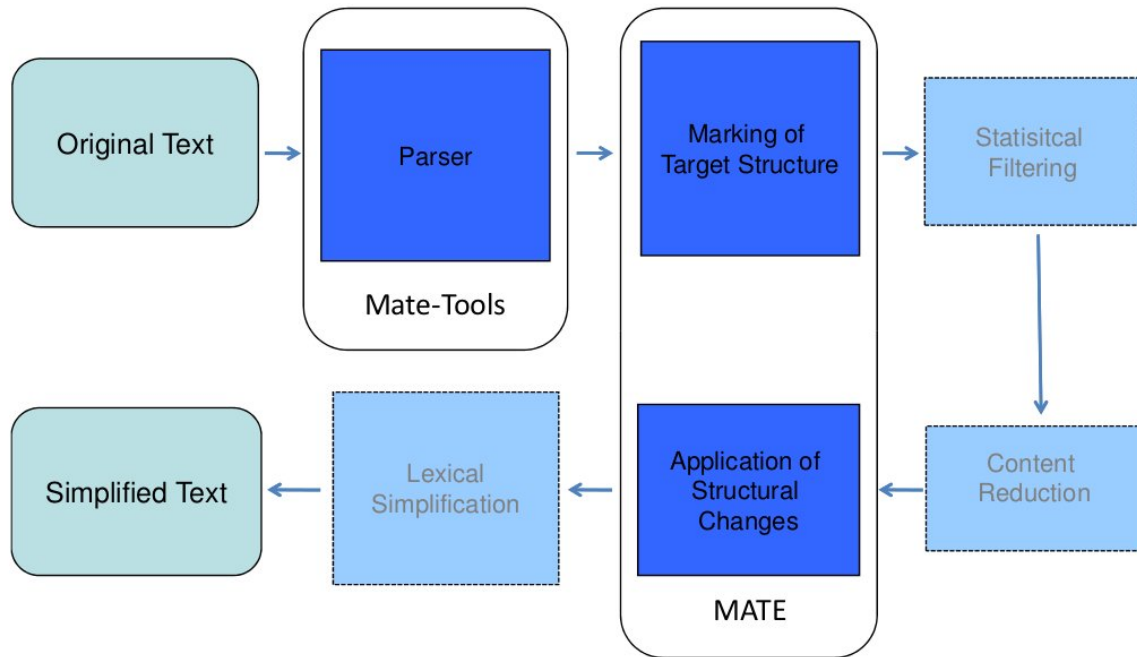 Original Text
Parser
Mate-Tools
Marking of
Target Structure
Statisitcal
Filtering
Content
Reduction
Application of
Structural
Changes
MATE
Lexical
Simplification
Simplified Text